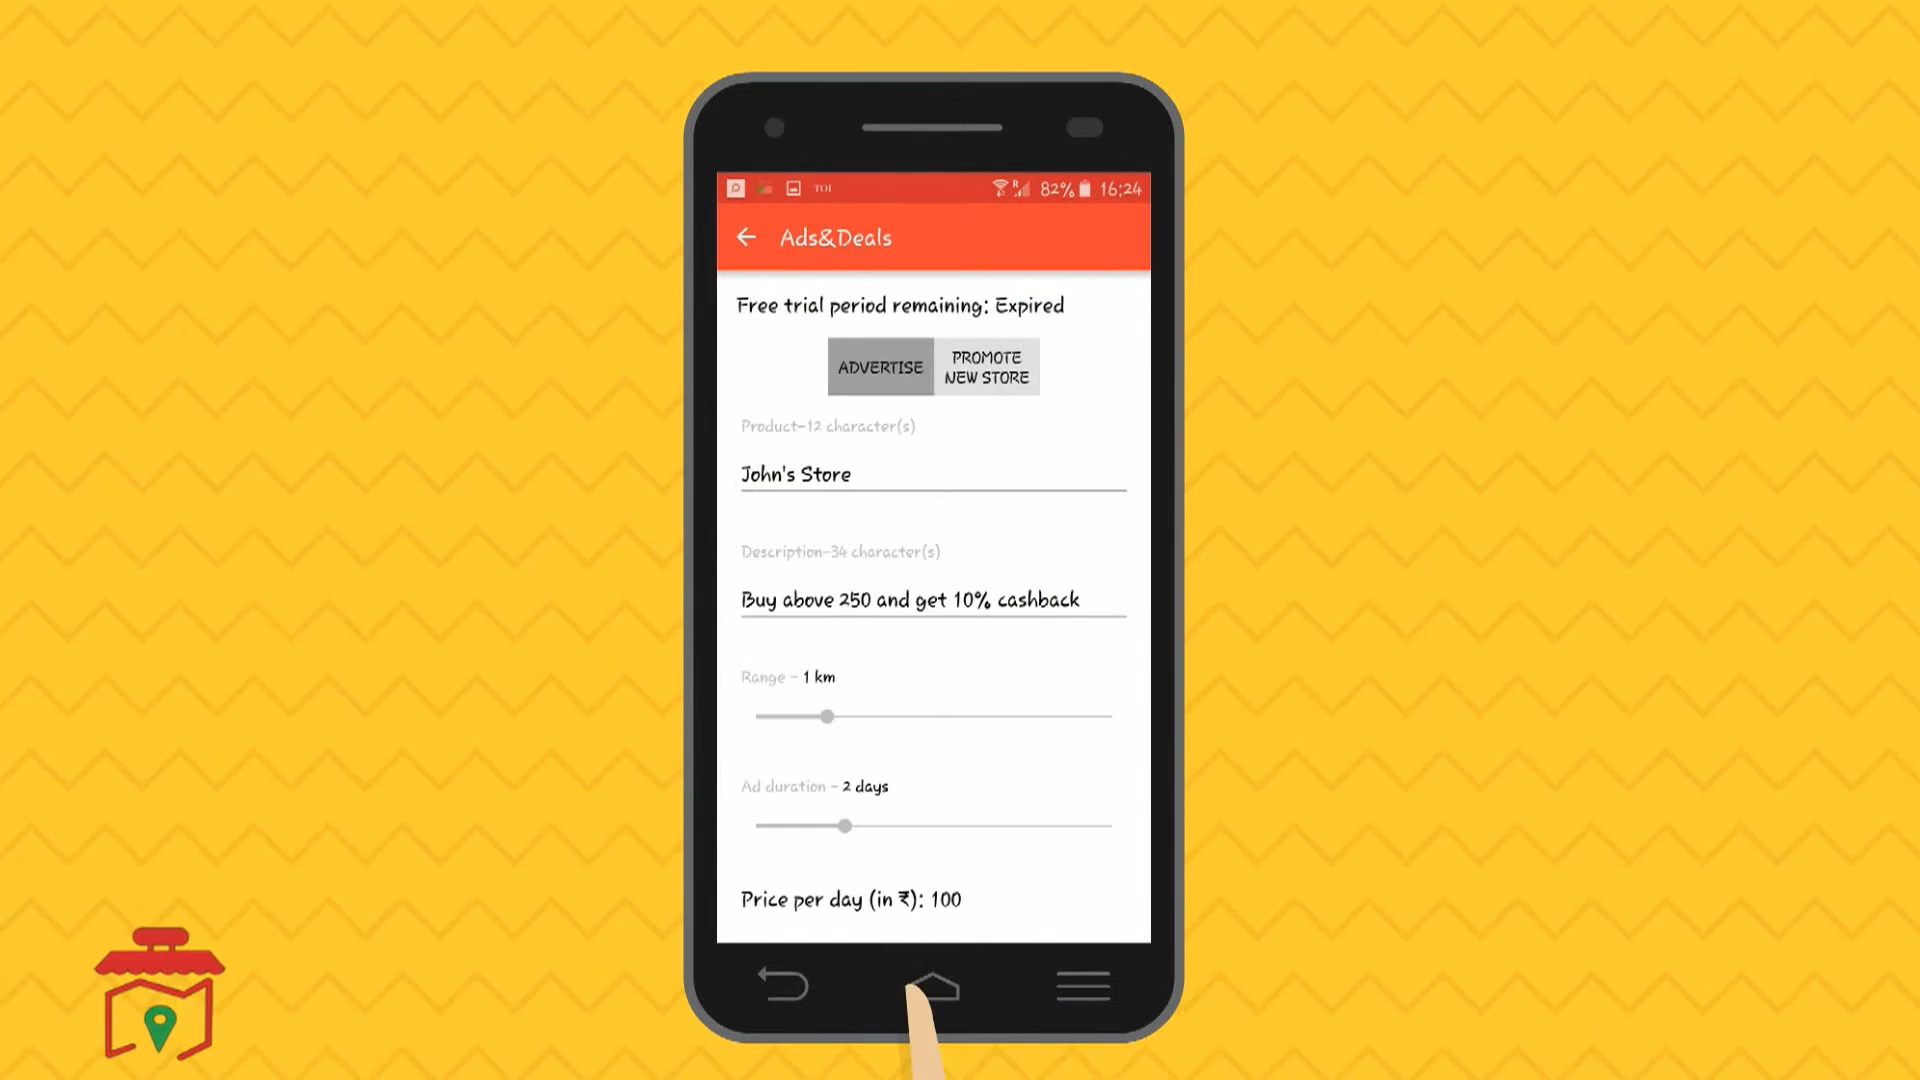 TOI R 82% 16:24
Ads&Deals
Free trial period remaining: Expired
ADVERTISE
PROMOTE
NEW STORE
Product-12 character(s)
John's Store
Description-34 character(s)
Buy above 250 and get 10% cashback
Range - 1 km
Ad duration - 2 days
Price per day (in ₹): 100